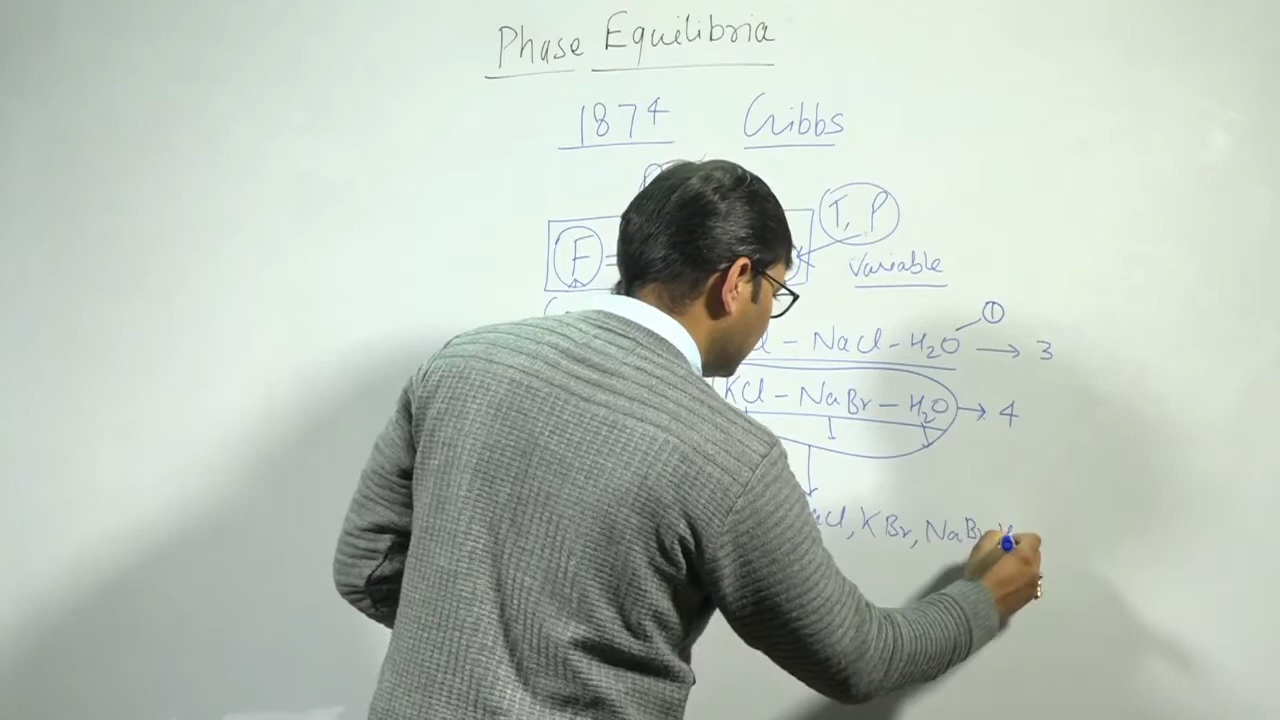 Phase Equilibria
1874 Gibbs
T, P
F =
Variable
1
– NaCl – H2O → 3
KCl – NaBr – H2O → 4
KBr, NaBr